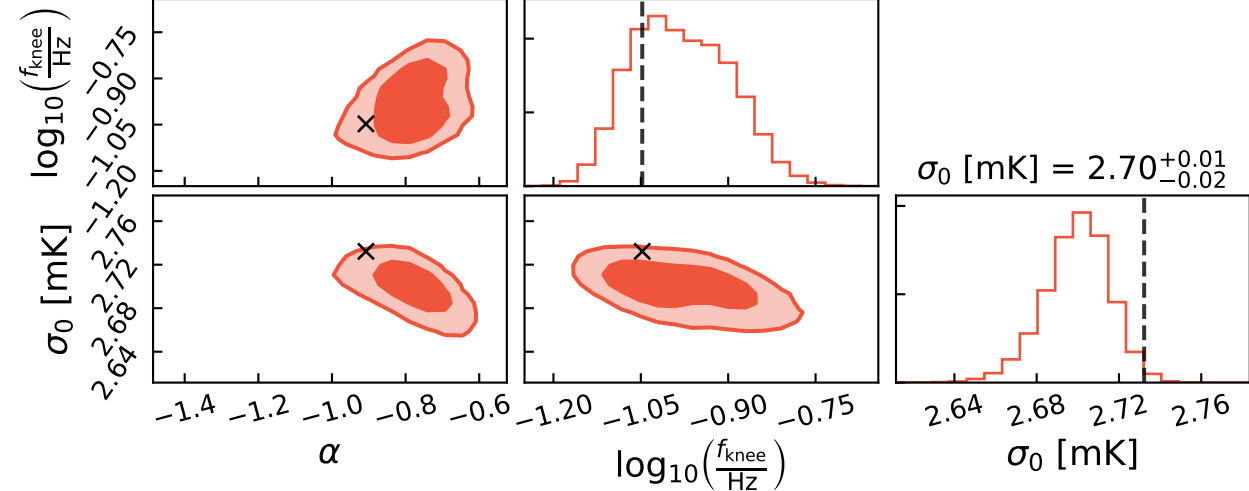 log₁₀(f_knee/Hz)
−0.75
−0.90
−1.05
−1.20
σ₀ [mK] = 2.70⁺⁰·⁰¹₋₀.₀₂
σ₀ [mK]
2.76
2.72
2.68
2.64
−1.4 −1.2 −1.0 −0.8 −0.6
−1.20 −1.05 −0.90 −0.75
2.64 2.68 2.72 2.76
α
log₁₀(f_knee/Hz)
σ₀ [mK]